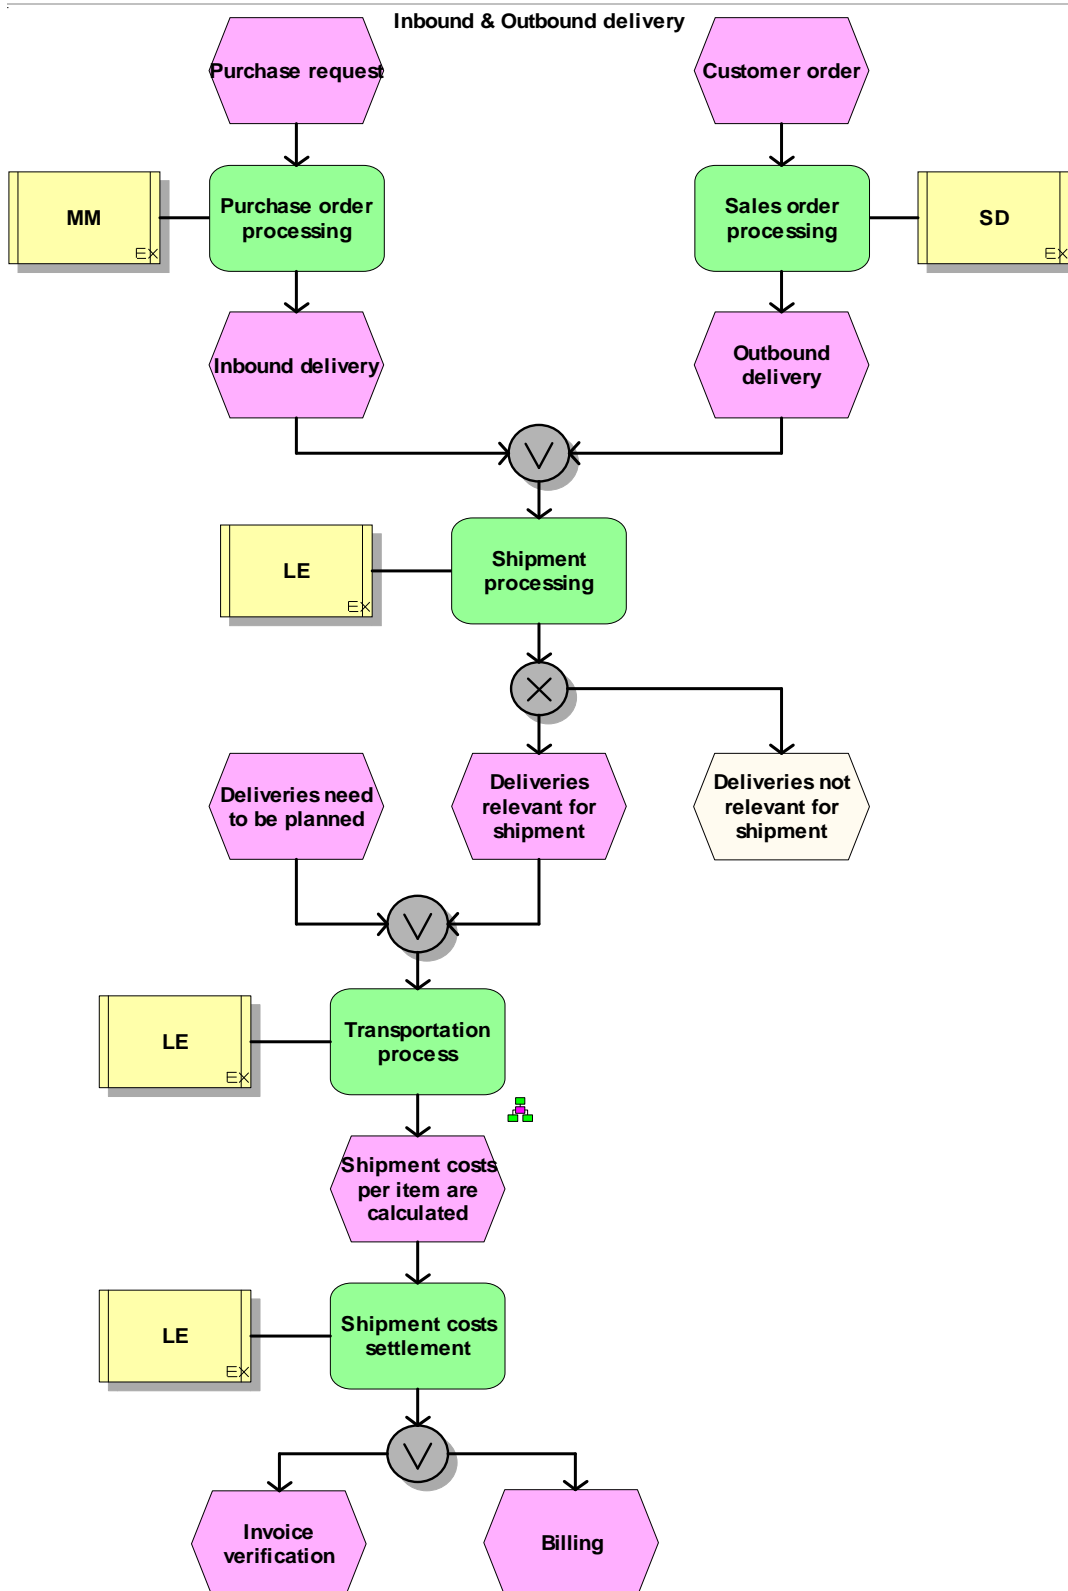 Inbound & Outbound delivery
Purchase request
Customer order
MM
EX
Purchase order
processing
Sales order
processing
SD
EX
Inbound delivery
Outbound
delivery
LE
EX
Shipment
processing
Deliveries need
to be planned
Deliveries
relevant for
shipment
Deliveries not
relevant for
shipment
LE
EX
Transportation
process
Shipment costs
per item are
calculated
LE
EX
Shipment costs
settlement
Invoice
verification
Billing